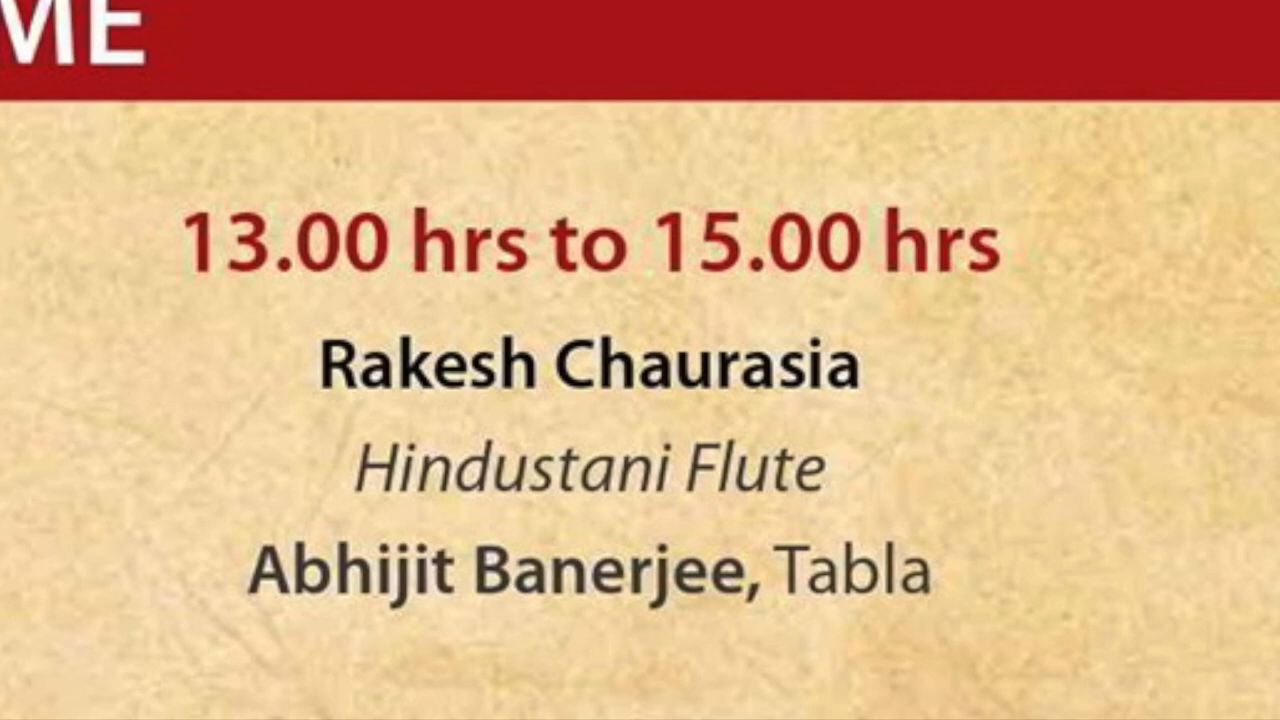 ME
13.00 hrs to 15.00 hrs
Rakesh Chaurasia
Hindustani Flute
Abhijit Banerjee, Tabla